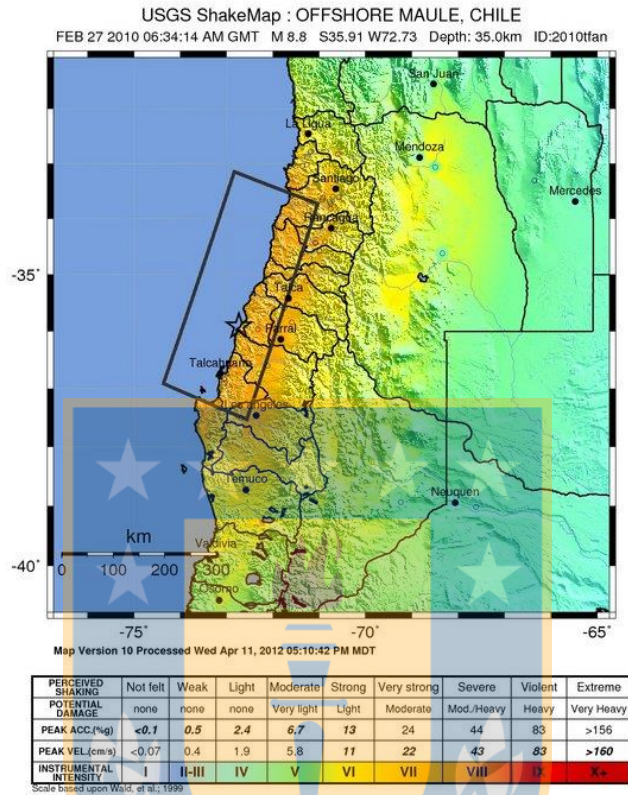 USGS ShakeMap : OFFSHORE MAULE, CHILE
FEB 27 2010 06:34:14 AM GMT M 8.8 S35.91 W72.73 Depth: 35.0km ID:2010tfan
San Juan
La Ligua
Mendoza
Santiago
Mercedes
Rancagua
-35°
Talca
Parral
Talcahuano
Los Angeles
Temuco
Neuquen
km
Valdivia
-40°
0 100 200 300
Osorno
-75° -70° -65°
Map Version 10 Processed Wed Apr 11, 2012 05:10:42 PM MDT
PERCEIVED SHAKING Not felt Weak Light Moderate Strong Very strong Severe Violent Extreme
POTENTIAL DAMAGE none none none Very light Light Moderate Mod./Heavy Heavy Very Heavy
PEAK ACC.(%g) <0.1 0.5 2.4 6.7 13 24 44 83 >156
PEAK VEL.(cm/s) <0.07 0.4 1.9 5.8 11 22 43 83 >160
INSTRUMENTAL INTENSITY I II-III IV V VI VII VIII IX X+
Scale based upon Wald, et al.; 1999